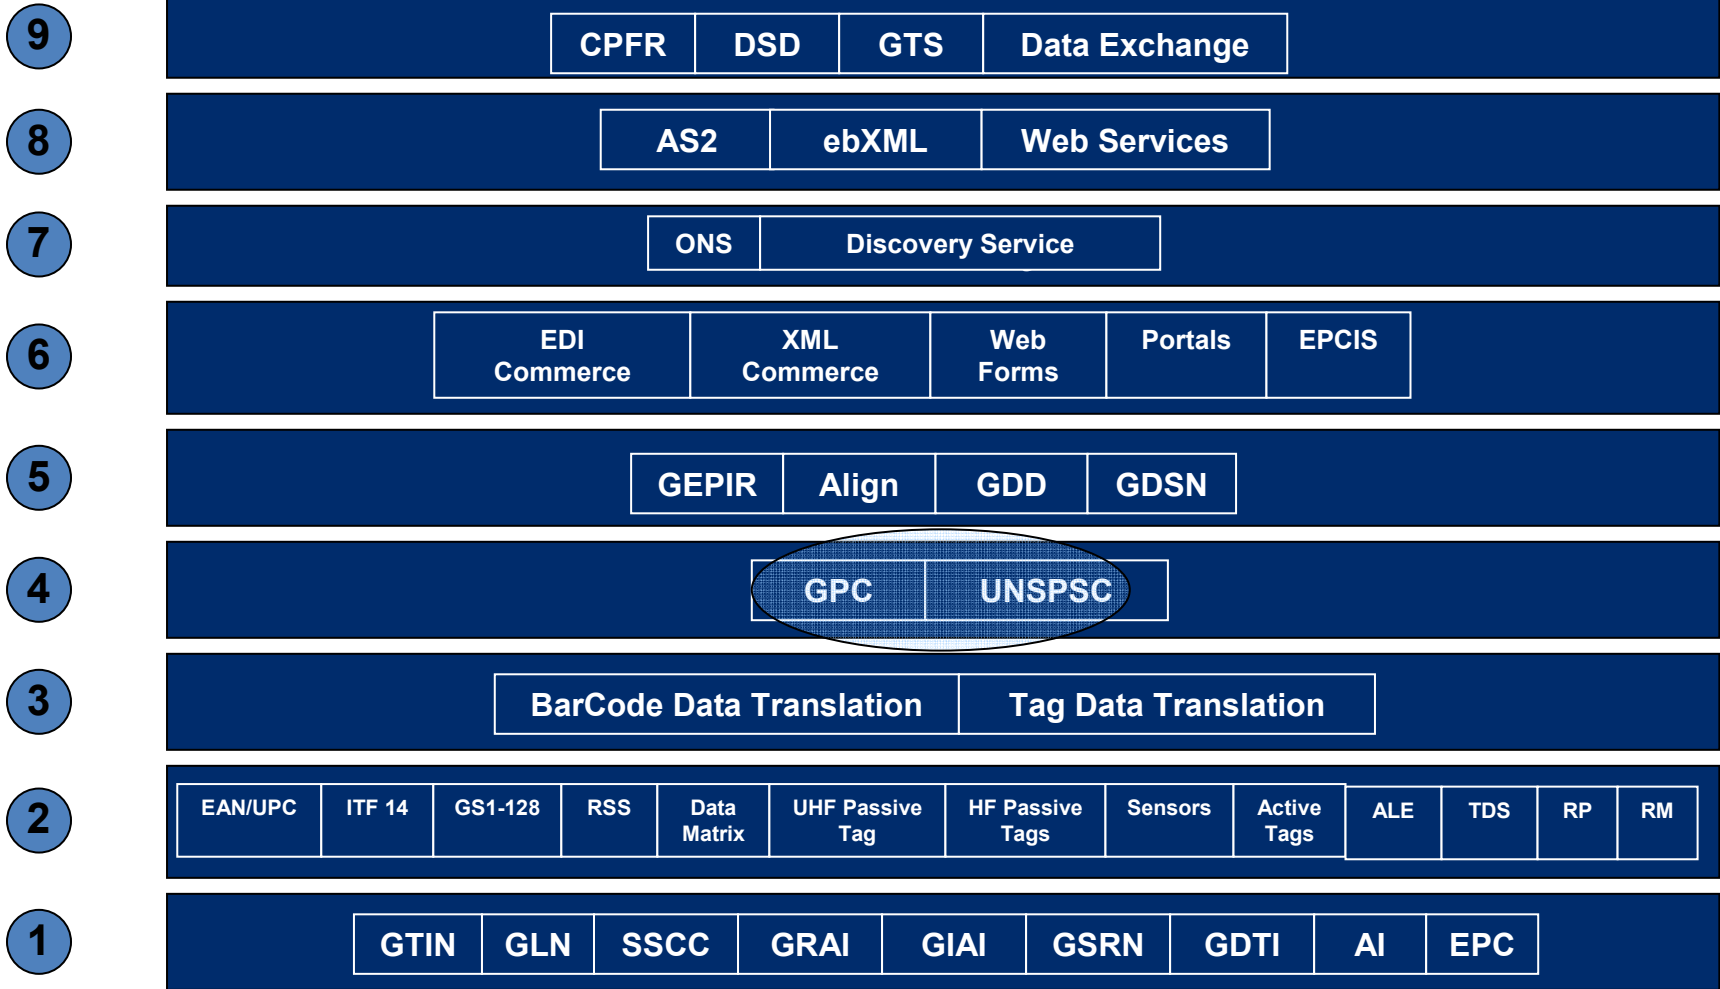 9
CPFR DSD GTS Data Exchange
8
AS2 ebXML Web Services
7
ONS Discovery Service
6
EDI Commerce XML Commerce Web Forms Portals EPCIS
5
GEPIR Align GDD GDSN
4
GPC UNSPSC
3
BarCode Data Translation Tag Data Translation
2
EAN/UPC ITF 14 GS1-128 RSS Data Matrix UHF Passive Tag HF Passive Tags Sensors Active Tags ALE TDS RP RM
1
GTIN GLN SSCC GRAI GIAI GSRN GDTI AI EPC